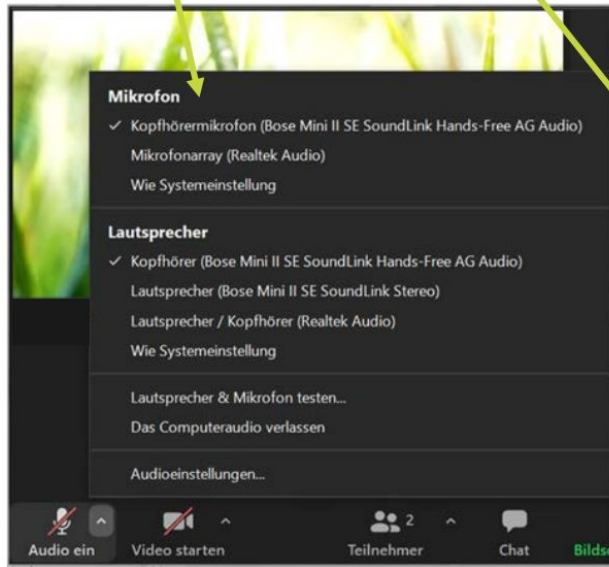 Mikrofon
Kopfhörermikrofon (Bose Mini II SE SoundLink Hands-Free AG Audio)
Mikrofonarray (Realtek Audio)
Wie Systemeinstellung
Lautsprecher
Kopfhörer (Bose Mini II SE SoundLink Hands-Free AG Audio)
Lautsprecher (Bose Mini II SE SoundLink Stereo)
Lautsprecher / Kopfhörer (Realtek Audio)
Wie Systemeinstellung
Lautsprecher & Mikrofon testen...
Das Computeraudio verlassen
Audioeinstellungen...
2
Audio ein Video starten Teilnehmer Chat